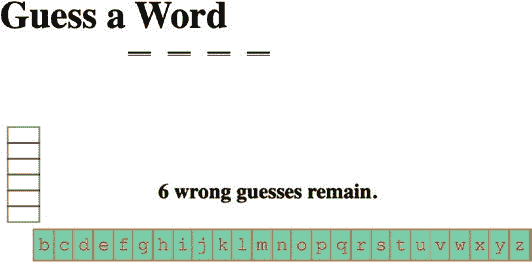 Guess a Word
6 wrong guesses remain.
b c d e f g h i j k l m n o p q r s t u v w x y z